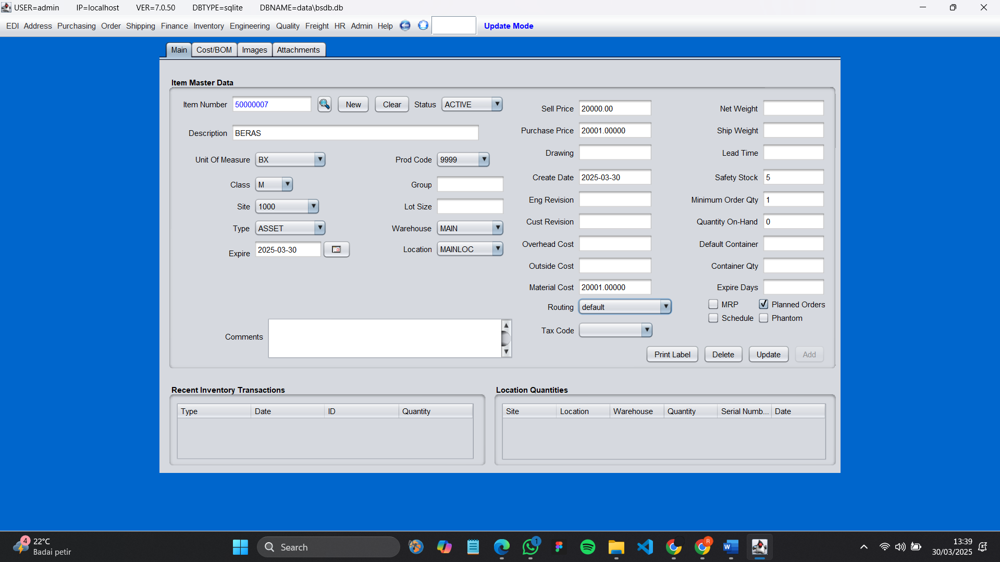 USER=admin IP=localhost VER=7.0.50 DBTYPE=sqlite DBNAME=data\bsdb.db
EDI Address Purchasing Order Shipping Finance Inventory Engineering Quality Freight HR Admin Help Update Mode
Main Cost/BOM Images Attachments
Item Master Data
Item Number 50000007 New Clear Status ACTIVE
Description BERAS
Unit Of Measure BX Prod Code 9999
Class M Group
Site 1000 Lot Size
Type ASSET Warehouse MAIN
Expire 2025-03-30 Location MAINLOC
Comments
Sell Price 20000.00 Net Weight
Purchase Price 20001.00000 Ship Weight
Drawing Lead Time
Create Date 2025-03-30 Safety Stock 5
Eng Revision Minimum Order Qty 1
Cust Revision Quantity On-Hand 0
Overhead Cost Default Container
Outside Cost Container Qty
Material Cost 20001.00000 Expire Days
Routing default MRP Planned Orders
Schedule Phantom
Tax Code
Print Label Delete Update Add
Recent Inventory Transactions
Type Date ID Quantity
Location Quantities
Site Location Warehouse Quantity Serial Numb... Date
4 22°C
Badai petir
Search
1
R
13:39
30/03/2025